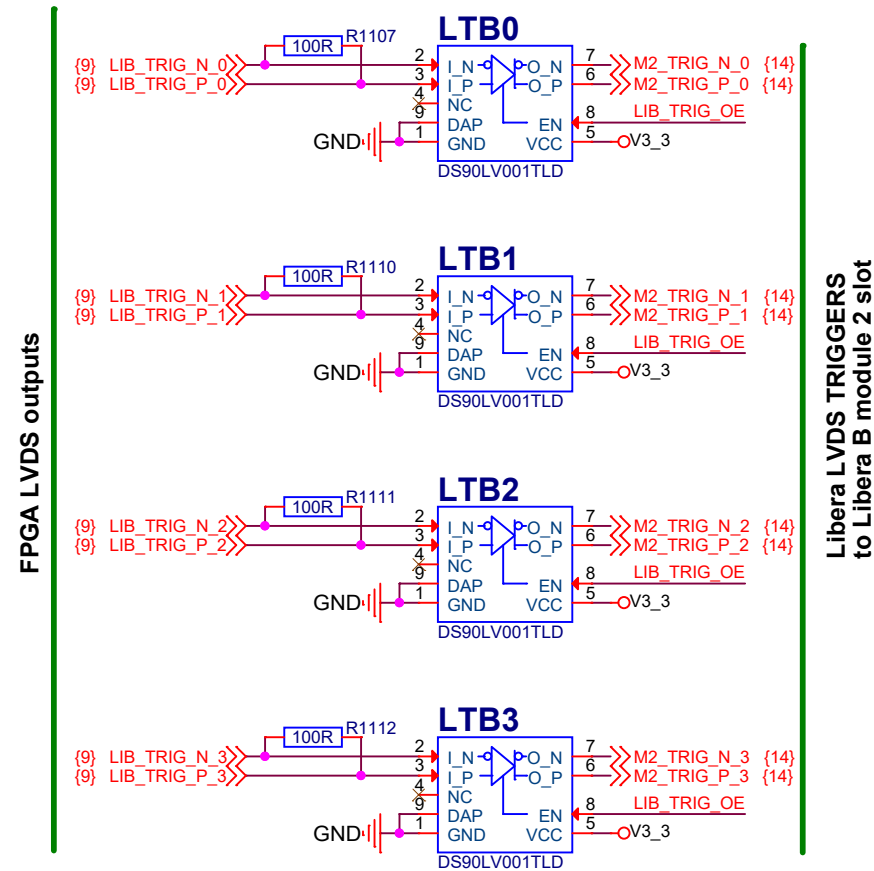 LTB0
100R R1107
{9} LIB_TRIG_N_0 2 I_N O_N 7 M2_TRIG_N_0 {14}
{9} LIB_TRIG_P_0 3 I_P O_P 6 M2_TRIG_P_0 {14}
4 NC
9 DAP EN 8 LIB_TRIG_OE
GND 1 GND VCC 5 V3_3
DS90LV001TLD
LTB1
100R R1110
{9} LIB_TRIG_N_1 2 I_N O_N 7 M2_TRIG_N_1 {14}
{9} LIB_TRIG_P_1 3 I_P O_P 6 M2_TRIG_P_1 {14}
4 NC
9 DAP EN 8 LIB_TRIG_OE
GND 1 GND VCC 5 V3_3
DS90LV001TLD
LTB2
100R R1111
{9} LIB_TRIG_N_2 2 I_N O_N 7 M2_TRIG_N_2 {14}
{9} LIB_TRIG_P_2 3 I_P O_P 6 M2_TRIG_P_2 {14}
4 NC
9 DAP EN 8 LIB_TRIG_OE
GND 1 GND VCC 5 V3_3
DS90LV001TLD
LTB3
100R R1112
{9} LIB_TRIG_N_3 2 I_N O_N 7 M2_TRIG_N_3 {14}
{9} LIB_TRIG_P_3 3 I_P O_P 6 M2_TRIG_P_3 {14}
4 NC
9 DAP EN 8 LIB_TRIG_OE
GND 1 GND VCC 5 V3_3
DS90LV001TLD
FPGA LVDS outputs
Libera LVDS TRIGGERS
to Libera B module 2 slot